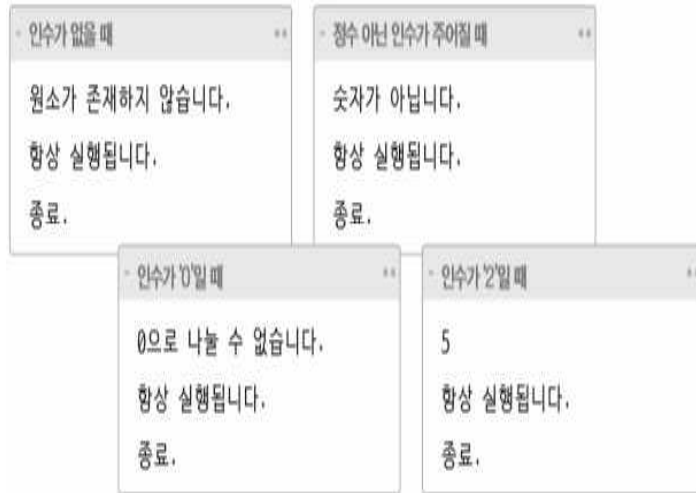 인수가 없을 때
원소가 존재하지 않습니다.
항상 실행됩니다.
종료.
정수 아닌 인수가 주어질 때
숫자가 아닙니다.
항상 실행됩니다.
종료.
인수가 '0'일 때
0으로 나눌 수 없습니다.
항상 실행됩니다.
종료.
인수가 '2'일 때
5
항상 실행됩니다.
종료.